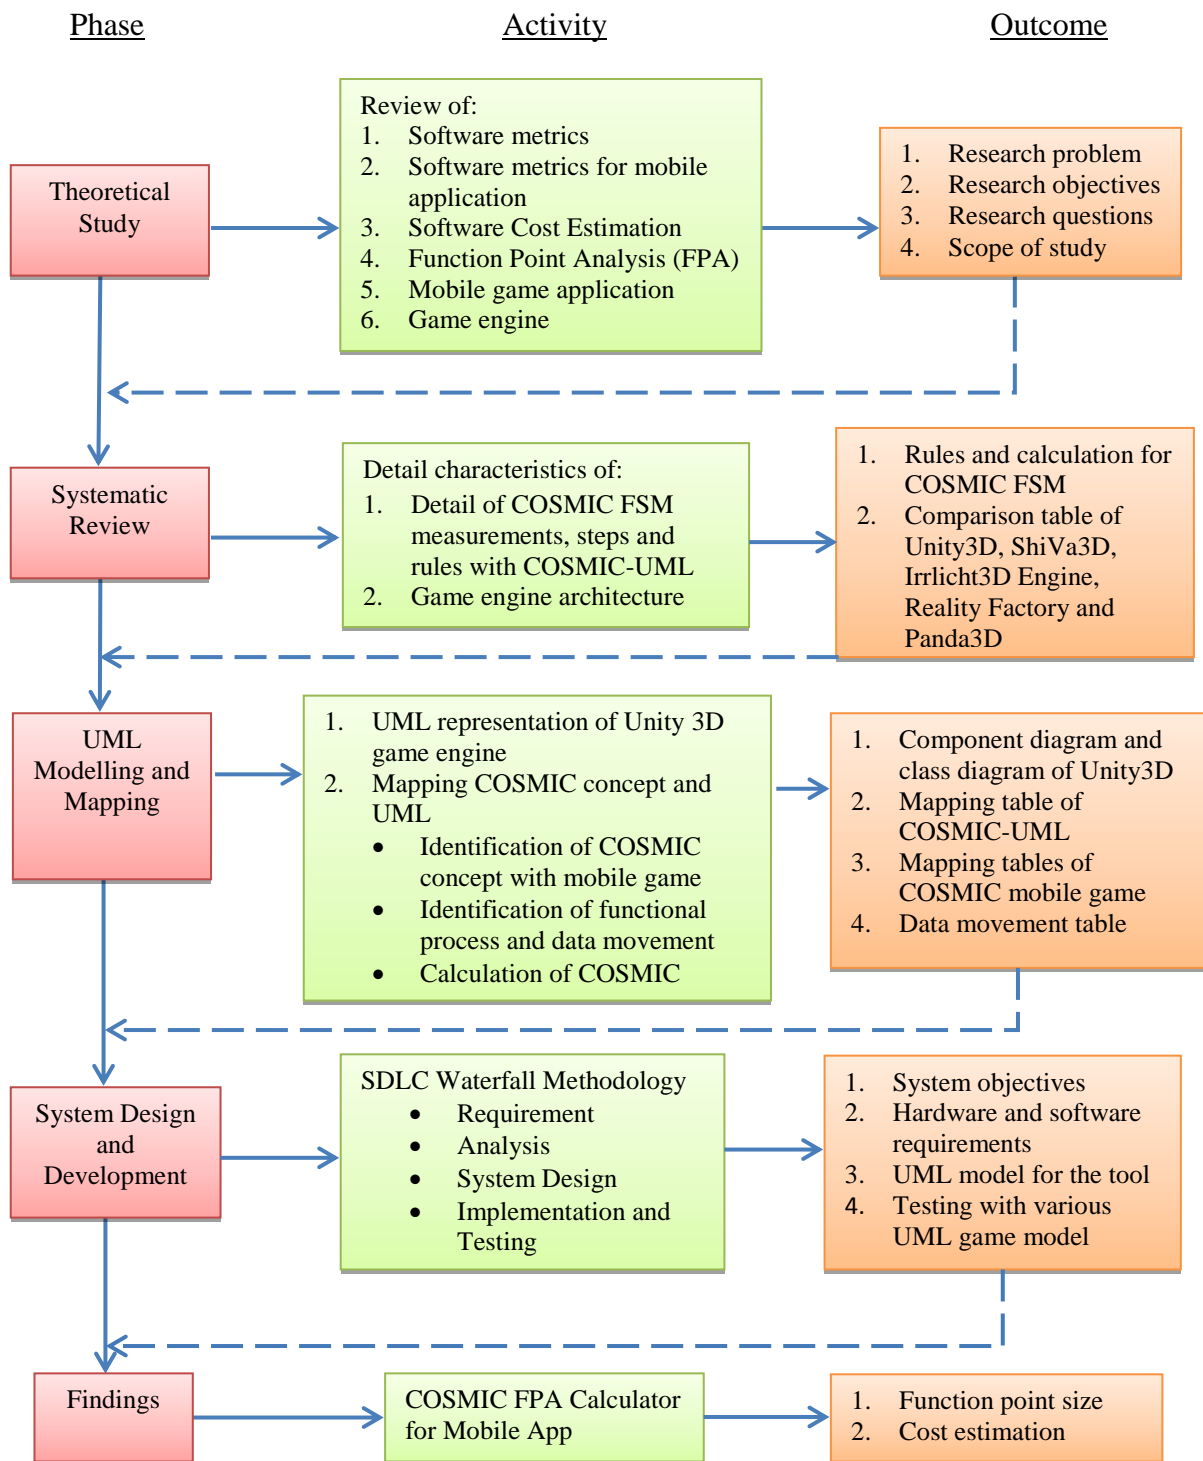 Phase
Activity
Outcome
Theoretical
Study
Review of:
1. Software metrics
2. Software metrics for mobile
application
3. Software Cost Estimation
4. Function Point Analysis (FPA)
5. Mobile game application
6. Game engine
1. Research problem
2. Research objectives
3. Research questions
4. Scope of study
Systematic
Review
Detail characteristics of:
1. Detail of COSMIC FSM
measurements, steps and
rules with COSMIC-UML
2. Game engine architecture
1. Rules and calculation for
COSMIC FSM
2. Comparison table of
Unity3D, ShiVa3D,
Irrlicht3D Engine,
Reality Factory and
Panda3D
UML
Modelling and
Mapping
1. UML representation of Unity 3D
game engine
2. Mapping COSMIC concept and
UML
• Identification of COSMIC
concept with mobile game
• Identification of functional
process and data movement
• Calculation of COSMIC
1. Component diagram and
class diagram of Unity3D
2. Mapping table of
COSMIC-UML
3. Mapping tables of
COSMIC mobile game
4. Data movement table
System Design
and
Development
SDLC Waterfall Methodology
• Requirement
• Analysis
• System Design
• Implementation and
Testing
1. System objectives
2. Hardware and software
requirements
3. UML model for the tool
4. Testing with various
UML game model
Findings
COSMIC FPA Calculator
for Mobile App
1. Function point size
2. Cost estimation